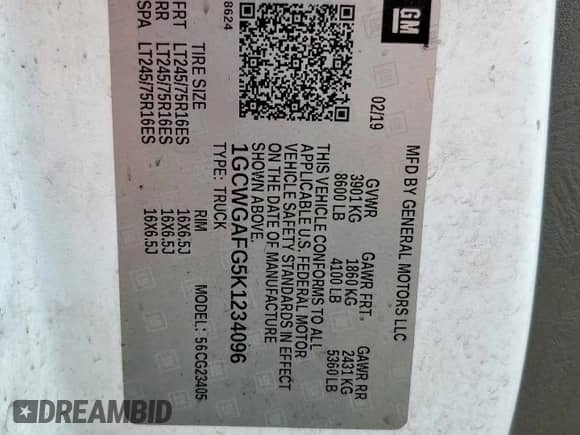 GM
MFD BY GENERAL MOTORS LLC
02/19
GVWR GAWR FRT. GAWR RR
3901 KG 1860 KG 2431 KG
8600 LB 4100 LB 5360 LB
THIS VEHICLE CONFORMS TO ALL
APPLICABLE U.S. FEDERAL MOTOR
VEHICLE SAFETY STANDARDS IN EFFECT
ON THE DATE OF MANUFACTURE
SHOWN ABOVE.
1GCWGAFG5K1234096
TYPE: TRUCK
8624
MODEL: 56CG23405
TIRE SIZE RIM
FRT LT245/75R16ES 16X6.5J
RR LT245/75R16ES 16X6.5J
SPA LT245/75R16ES 16X6.5J
DREAMBID